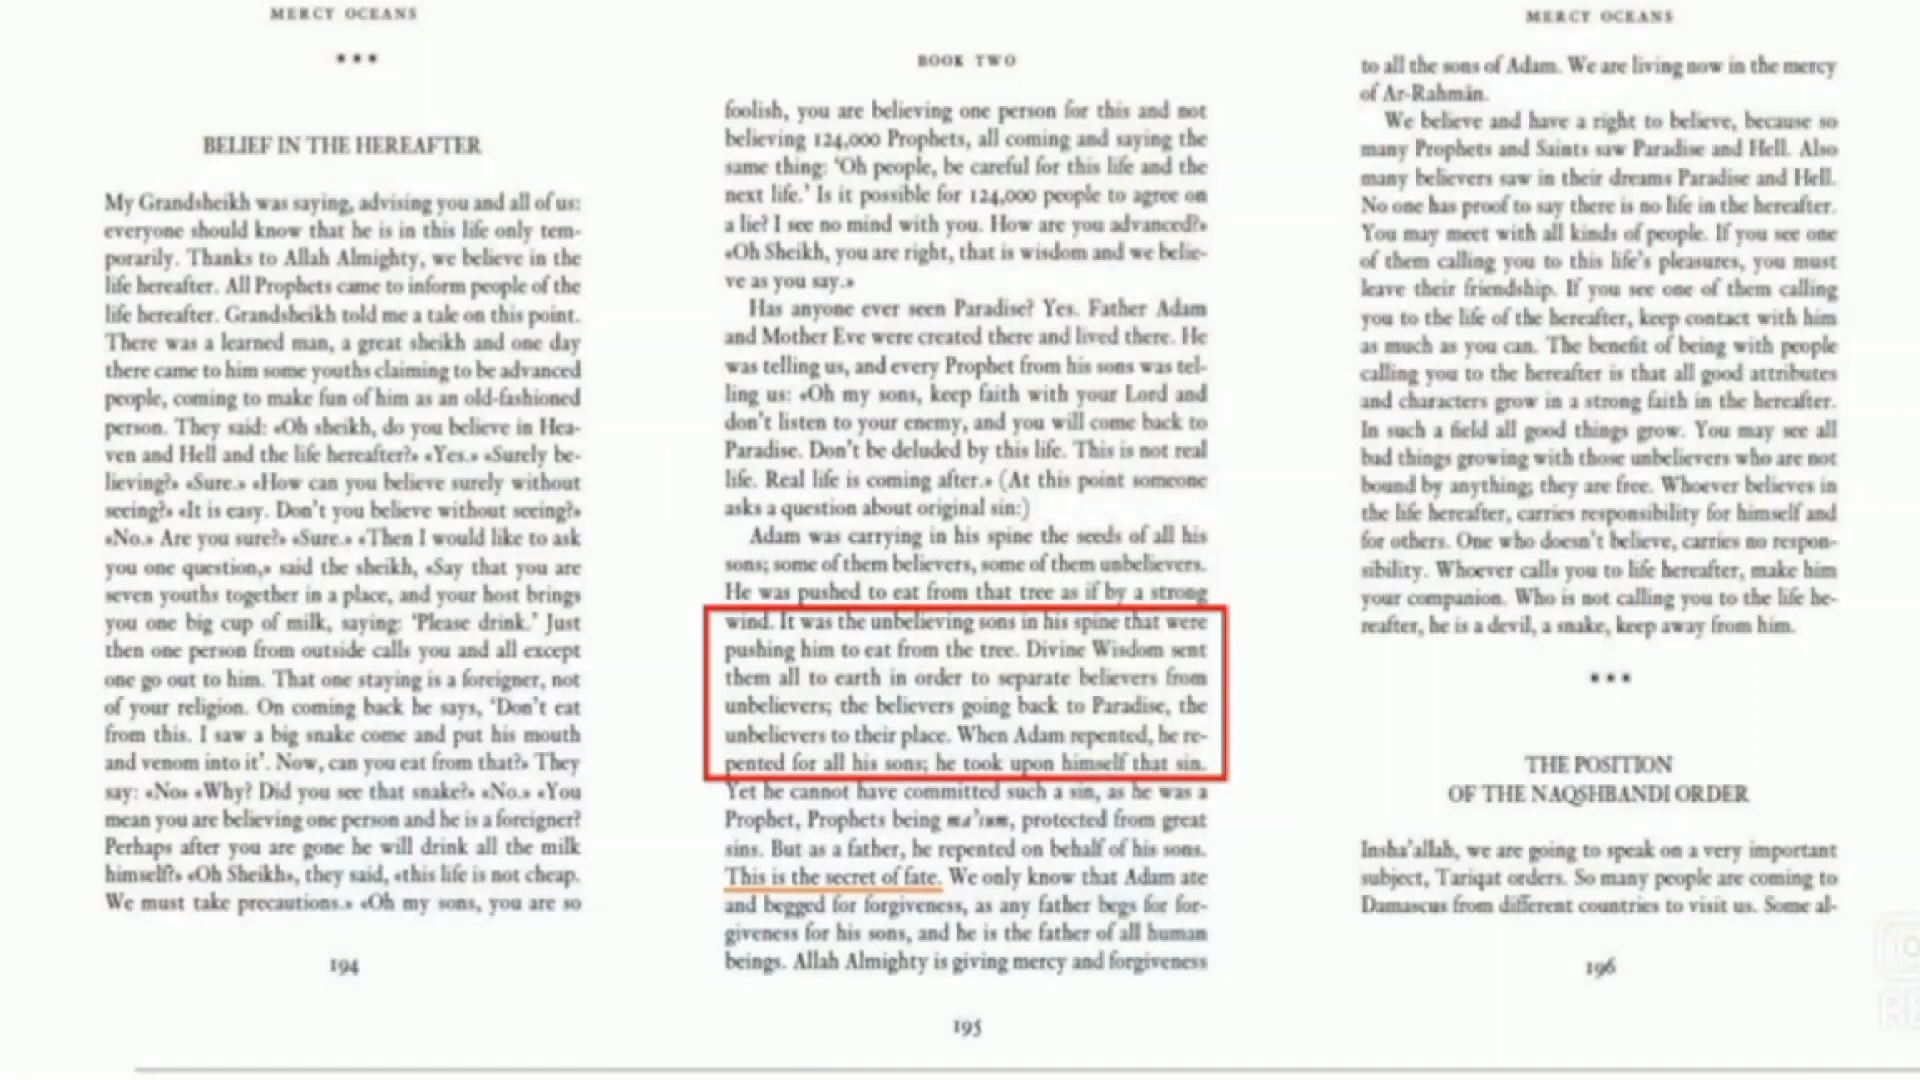 MERCY OCEANS
***
BELIEF IN THE HEREAFTER
My Grandsheikh was saying, advising you and all of us:
everyone should know that he is in this life only tem-
porarily. Thanks to Allah Almighty, we believe in the
life hereafter. All Prophets came to inform people of the
life hereafter. Grandsheikh told me a tale on this point.
There was a learned man, a great sheikh and one day
there came to him some youths claiming to be advanced
people, coming to make fun of him as an old-fashioned
person. They said: «Oh sheikh, do you believe in Hea-
ven and Hell and the life hereafter?» «Yes.» «Surely be-
lieving?» «Sure.» «How can you believe surely without
seeing?» «It is easy. Don't you believe without seeing?»
«No.» Are you sure?» «Sure.» «Then I would like to ask
you one question,» said the sheikh, «Say that you are
seven youths together in a place, and your host brings
you one big cup of milk, saying: 'Please drink.' Just
then one person from outside calls you and all except
one go out to him. That one staying is a foreigner, not
of your religion. On coming back he says, 'Don't eat
from this. I saw a big snake come and put his mouth
and venom into it'. Now, can you eat from that?» They
say: «No» «Why? Did you see that snake?» «No.» «You
mean you are believing one person and he is a foreigner?
Perhaps after you are gone he will drink all the milk
himself?» «Oh Sheikh», they said, «this life is not cheap.
We must take precautions.» «Oh my sons, you are so
194
BOOK TWO
foolish, you are believing one person for this and not
believing 124,000 Prophets, all coming and saying the
same thing: 'Oh people, be careful for this life and the
next life.' Is it possible for 124,000 people to agree on
a lie? I see no mind with you. How are you advanced?»
«Oh Sheikh, you are right, that is wisdom and we belie-
ve as you say.»
Has anyone ever seen Paradise? Yes. Father Adam
and Mother Eve were created there and lived there. He
was telling us, and every Prophet from his sons was tel-
ling us: «Oh my sons, keep faith with your Lord and
don't listen to your enemy, and you will come back to
Paradise. Don't be deluded by this life. This is not real
life. Real life is coming after.» (At this point someone
asks a question about original sin:)
Adam was carrying in his spine the seeds of all his
sons; some of them believers, some of them unbelievers.
He was pushed to eat from that tree as if by a strong
wind. It was the unbelieving sons in his spine that were
pushing him to eat from the tree. Divine Wisdom sent
them all to earth in order to separate believers from
unbelievers; the believers going back to Paradise, the
unbelievers to their place. When Adam repented, he re-
pented for all his sons; he took upon himself that sin.
Yet he cannot have committed such a sin, as he was a
Prophet, Prophets being ma'sum, protected from great
sins. But as a father, he repented on behalf of his sons.
This is the secret of fate. We only know that Adam ate
and begged for forgiveness, as any father begs for for-
giveness for his sons, and he is the father of all human
beings. Allah Almighty is giving mercy and forgiveness
195
MERCY OCEANS
to all the sons of Adam. We are living now in the mercy
of Ar-Rahmān.
We believe and have a right to believe, because so
many Prophets and Saints saw Paradise and Hell. Also
many believers saw in their dreams Paradise and Hell.
No one has proof to say there is no life in the hereafter.
You may meet with all kinds of people. If you see one
of them calling you to this life's pleasures, you must
leave their friendship. If you see one of them calling
you to the life of the hereafter, keep contact with him
as much as you can. The benefit of being with people
calling you to the hereafter is that all good attributes
and characters grow in a strong faith in the hereafter.
In such a field all good things grow. You may see all
bad things growing with those unbelievers who are not
bound by anything; they are free. Whoever believes in
the life hereafter, carries responsibility for himself and
for others. One who doesn't believe, carries no respon-
sibility. Whoever calls you to life hereafter, make him
your companion. Who is not calling you to the life he-
reafter, he is a devil, a snake, keep away from him.
***
THE POSITION
OF THE NAQSHBANDI ORDER
Insha'allah, we are going to speak on a very important
subject, Tariqat orders. So many people are coming to
Damascus from different countries to visit us. Some al-
196